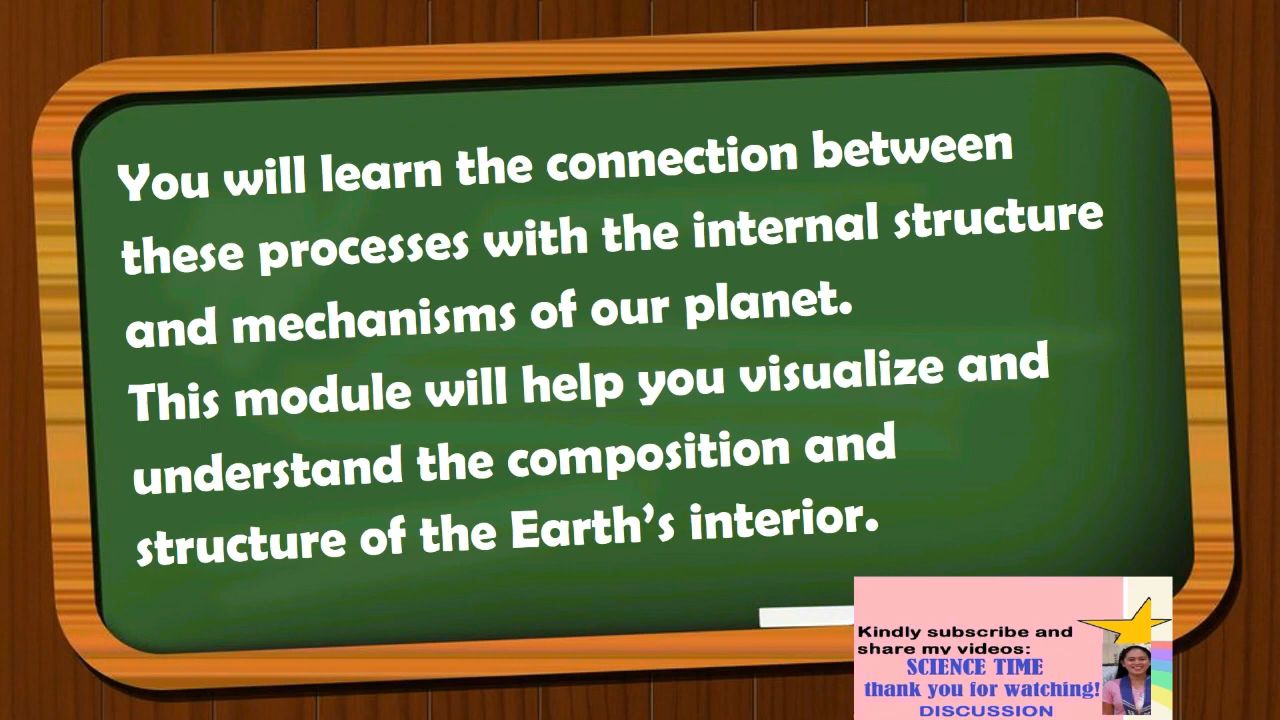 You will learn the connection between
these processes with the internal structure
and mechanisms of our planet.
This module will help you visualize and
understand the composition and
structure of the Earth's interior.
Kindly subscribe and
share my videos:
SCIENCE TIME
thank you for watching!
DISCUSSION